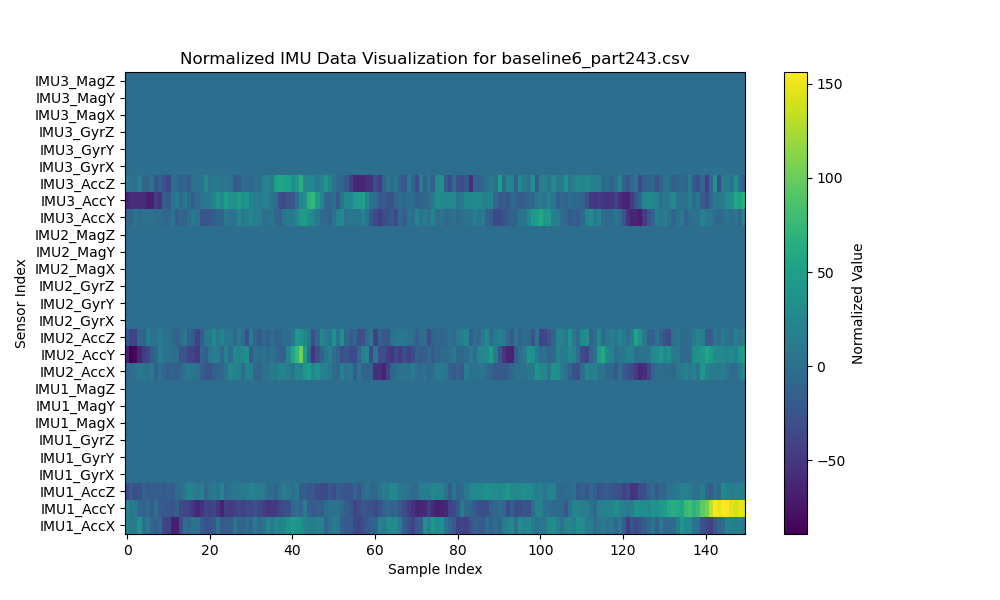 Normalized IMU Data Visualization for baseline6_part243.csv
IMU3_MagZ
IMU3_MagY
IMU3_MagX
IMU3_GyrZ
IMU3_GyrY
IMU3_GyrX
IMU3_AccZ
IMU3_AccY
IMU3_AccX
IMU2_MagZ
IMU2_MagY
IMU2_MagX
IMU2_GyrZ
IMU2_GyrY
IMU2_GyrX
IMU2_AccZ
IMU2_AccY
IMU2_AccX
IMU1_MagZ
IMU1_MagY
IMU1_MagX
IMU1_GyrZ
IMU1_GyrY
IMU1_GyrX
IMU1_AccZ
IMU1_AccY
IMU1_AccX
Sensor Index
0 20 40 60 80 100 120 140
Sample Index
150
100
50
0
−50
Normalized Value